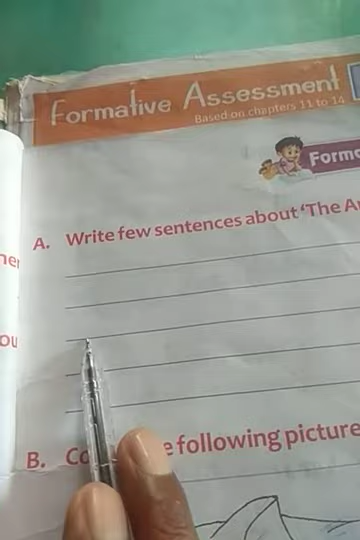 Formative Assessment
Based on chapters 11 to 14
A. Write few sentences about 'The
B. following picture